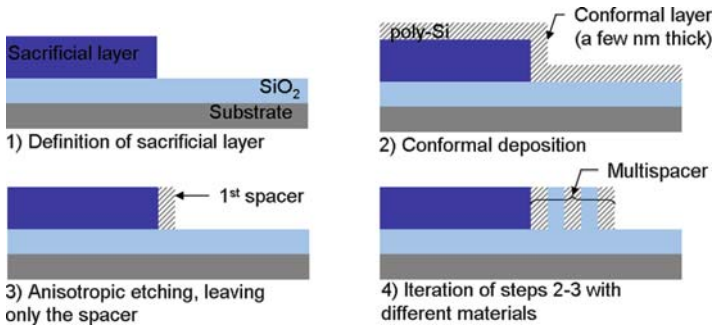 Sacrificial layer
SiO2
Substrate
1) Definition of sacrificial layer
poly-Si
Conformal layer
(a few nm thick)
2) Conformal deposition
1st spacer
3) Anisotropic etching, leaving
only the spacer
Multispacer
4) Iteration of steps 2-3 with
different materials